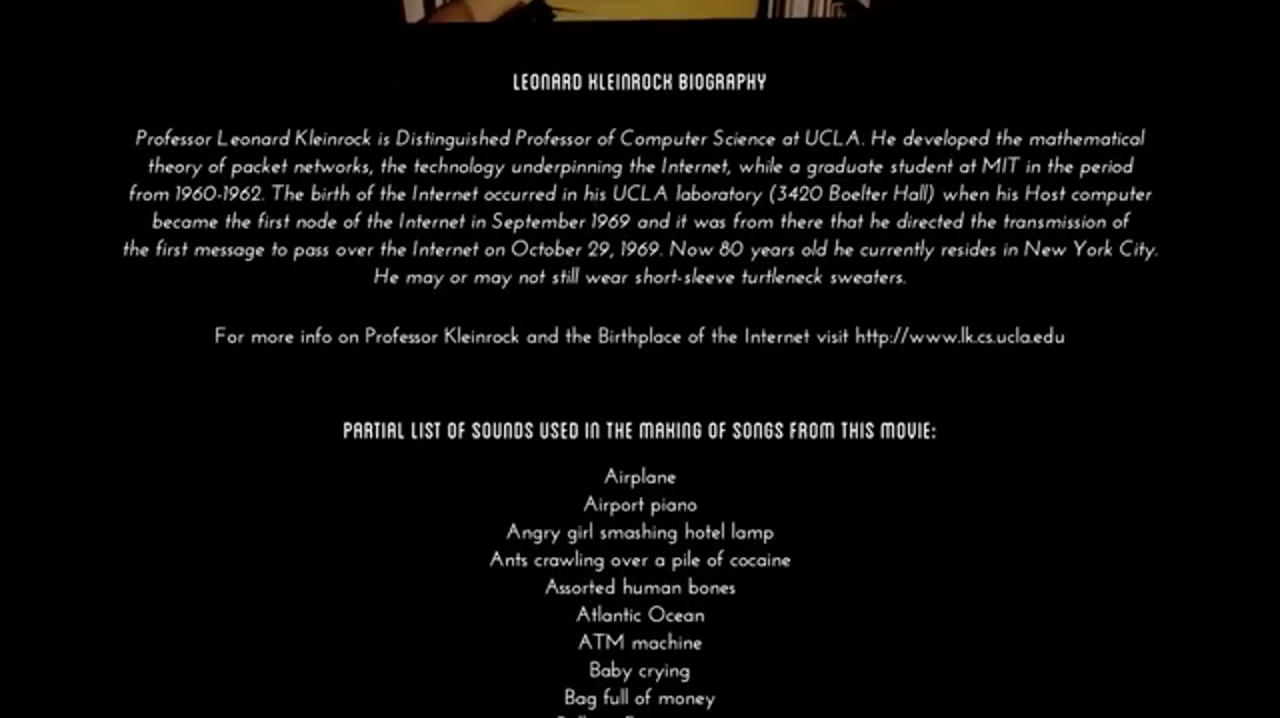 LEONARD KLEINROCK BIOGRAPHY
Professor Leonard Kleinrock is Distinguished Professor of Computer Science at UCLA. He developed the mathematical
theory of packet networks, the technology underpinning the Internet, while a graduate student at MIT in the period
from 1960-1962. The birth of the Internet occurred in his UCLA laboratory (3420 Boelter Hall) when his Host computer
became the first node of the Internet in September 1969 and it was from there that he directed the transmission of
the first message to pass over the Internet on October 29, 1969. Now 80 years old he currently resides in New York City.
He may or may not still wear short-sleeve turtleneck sweaters.
For more info on Professor Kleinrock and the Birthplace of the Internet visit http://www.lk.cs.ucla.edu
PARTIAL LIST OF SOUNDS USED IN THE MAKING OF SONGS FROM THIS MOVIE:
Airplane
Airport piano
Angry girl smashing hotel lamp
Ants crawling over a pile of cocaine
Assorted human bones
Atlantic Ocean
ATM machine
Baby crying
Bag full of money